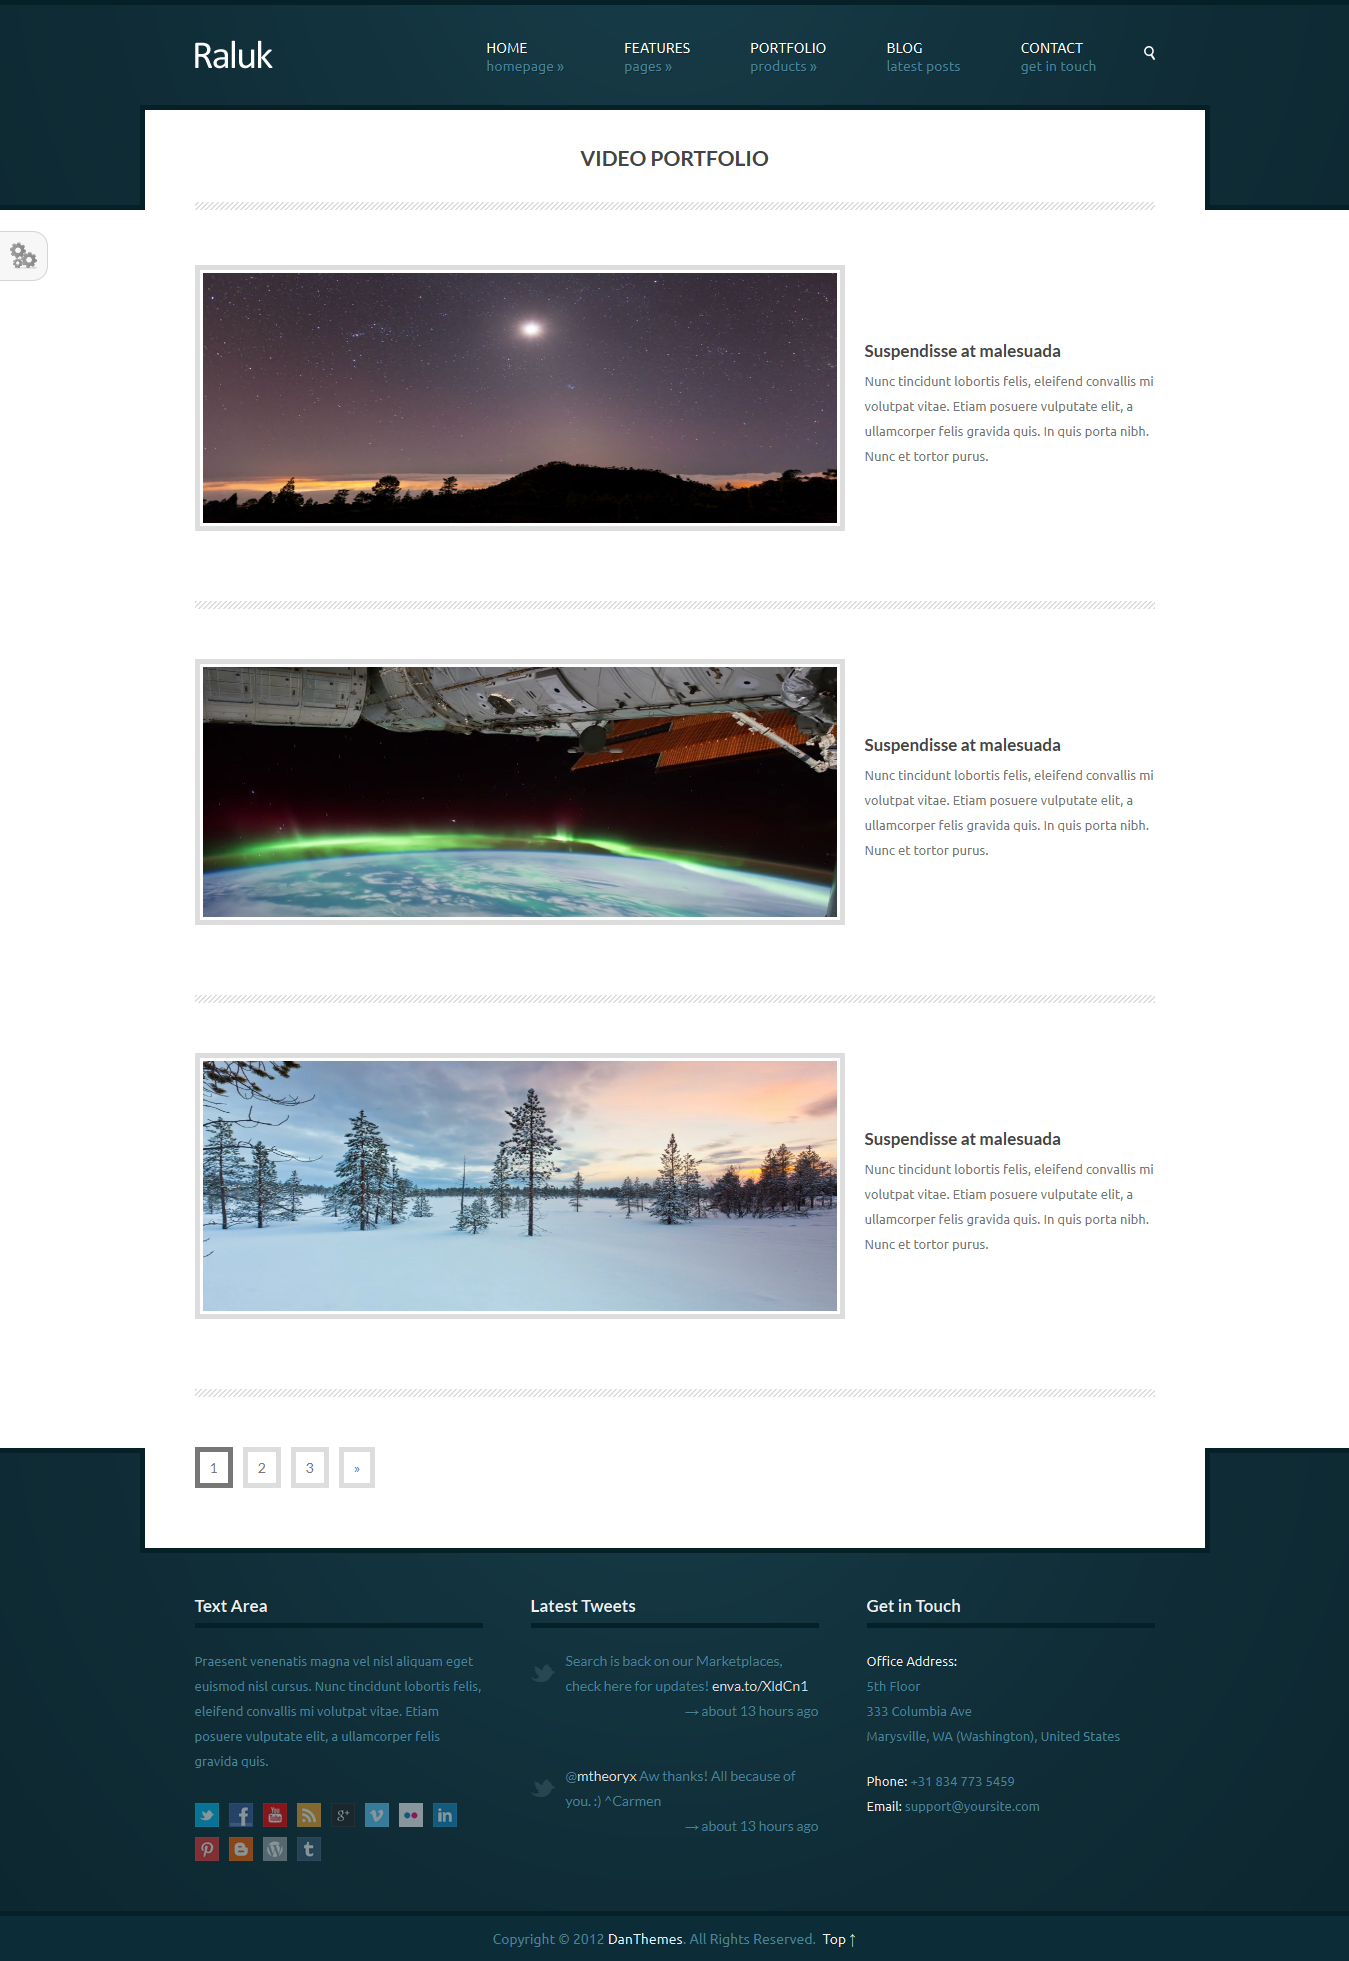 Raluk
HOME
homepage »
FEATURES
pages »
PORTFOLIO
products »
BLOG
latest posts
CONTACT
get in touch
VIDEO PORTFOLIO
Suspendisse at malesuada
Nunc tincidunt lobortis felis, eleifend convallis mi
volutpat vitae. Etiam posuere vulputate elit, a
ullamcorper felis gravida quis. In quis porta nibh.
Nunc et tortor purus.
Suspendisse at malesuada
Nunc tincidunt lobortis felis, eleifend convallis mi
volutpat vitae. Etiam posuere vulputate elit, a
ullamcorper felis gravida quis. In quis porta nibh.
Nunc et tortor purus.
Suspendisse at malesuada
Nunc tincidunt lobortis felis, eleifend convallis mi
volutpat vitae. Etiam posuere vulputate elit, a
ullamcorper felis gravida quis. In quis porta nibh.
Nunc et tortor purus.
1 2 3 »
Text Area
Praesent venenatis magna vel nisl aliquam eget
euismod nisl cursus. Nunc tincidunt lobortis felis,
eleifend convallis mi volutpat vitae. Etiam
posuere vulputate elit, a ullamcorper felis
gravida quis.
Latest Tweets
Search is back on our Marketplaces,
check here for updates! enva.to/XldCn1
→ about 13 hours ago
@mtheoryx Aw thanks! All because of
you. :) ^Carmen
→ about 13 hours ago
Get in Touch
Office Address:
5th Floor
333 Columbia Ave
Marysville, WA (Washington), United States
Phone: +31 834 773 5459
Email: support@yoursite.com
Copyright © 2012 DanThemes. All Rights Reserved. Top ↑